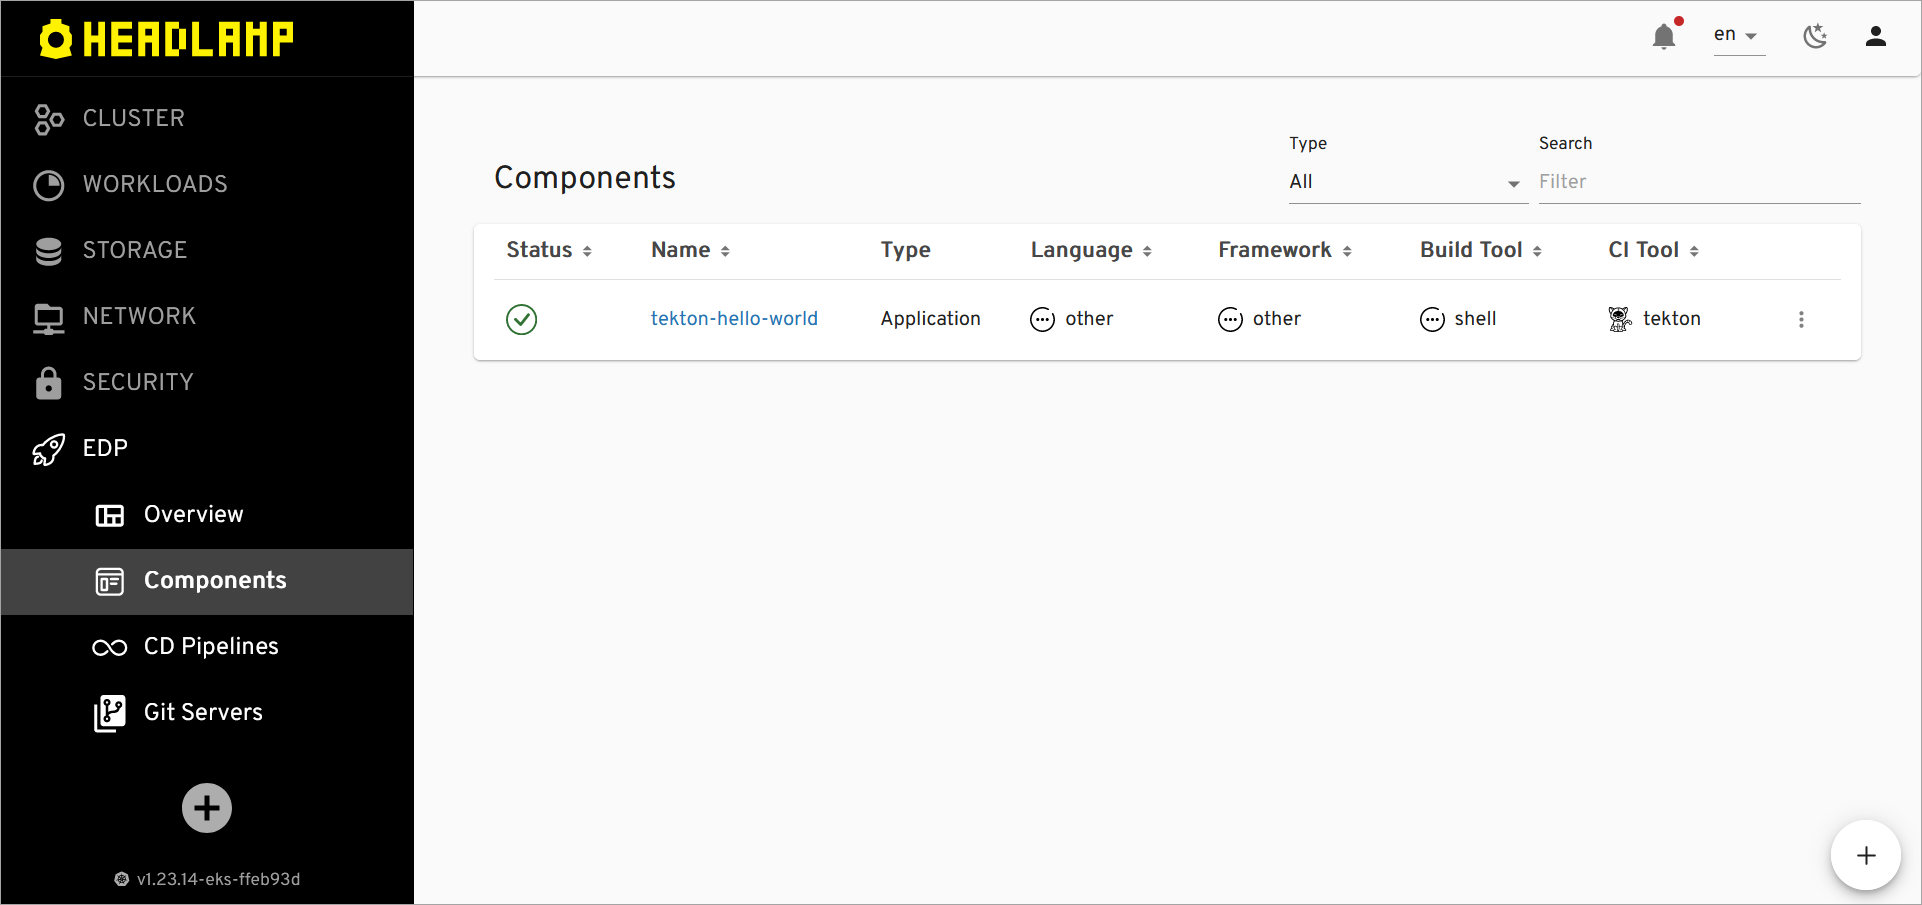 HEADLAMP
en
CLUSTER
WORKLOADS
STORAGE
NETWORK
SECURITY
EDP
Overview
Components
CD Pipelines
Git Servers
v1.23.14-eks-ffeb93d
Components
Type
All
Search
Filter
Status Name Type Language Framework Build Tool CI Tool
tekton-hello-world Application other other shell tekton